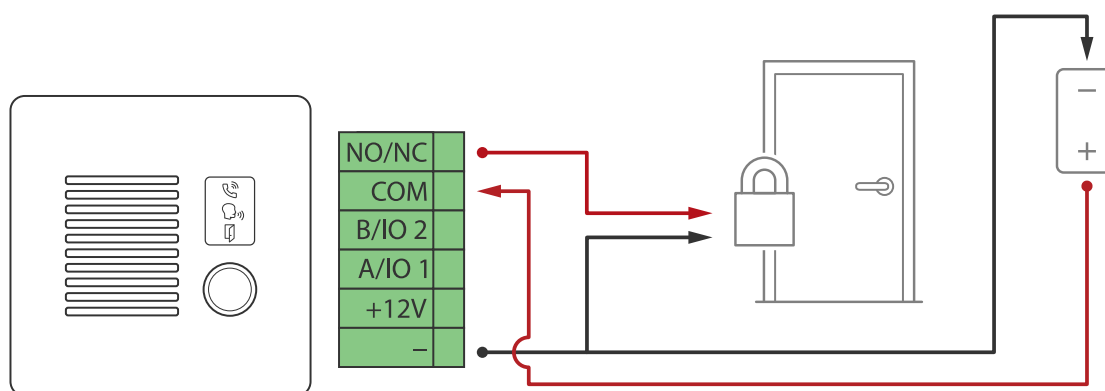 NO/NC
COM
B/IO 2
A/IO 1
+12V
–
–
+